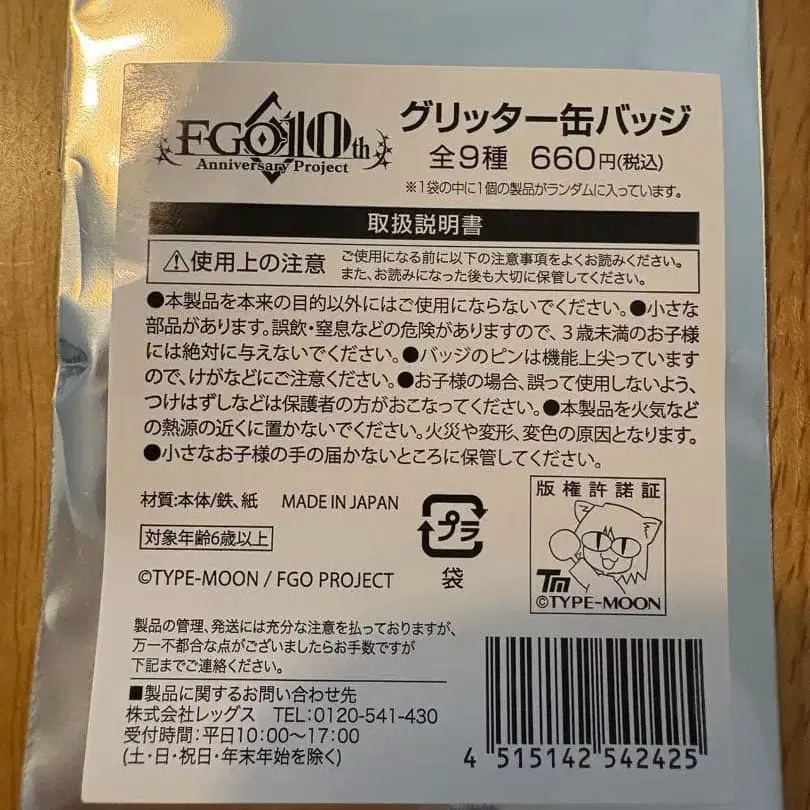 FGO 10th
Anniversary Project
グリッター缶バッジ
全9種 660円(税込)
※1袋の中に1個の製品がランダムに入っています。
取扱説明書
⚠使用上の注意
ご使用になる前に以下の注意事項をよくお読みください。
また、お読みになった後も大切に保管してください。
●本製品を本来の目的以外にはご使用にならないでください。●小さな
部品があります。誤飲・窒息などの危険がありますので、3歳未満のお子様
には絶対に与えないでください。●バッジのピンは機能上尖っています
ので、けがなどにご注意ください。●お子様の場合、誤って使用しないよう、
つけはずしなどは保護者の方がおこなってください。●本製品を火気など
の熱源の近くに置かないでください。火災や変形、変色の原因となります。
●小さなお子様の手の届かないところに保管してください。
材質:本体/鉄、紙 MADE IN JAPAN
対象年齢6歳以上
©TYPE-MOON / FGO PROJECT
プラ
袋
版権許諾証
TM
©TYPE-MOON
製品の管理、発送には充分な注意を払っておりますが、
万一不都合な点がございましたらお手数ですが
下記までご連絡ください。
■製品に関するお問い合わせ先
株式会社レッグス TEL:0120-541-430
受付時間:平日10:00〜17:00
(土・日・祝日・年末年始を除く)
4 515142 542425